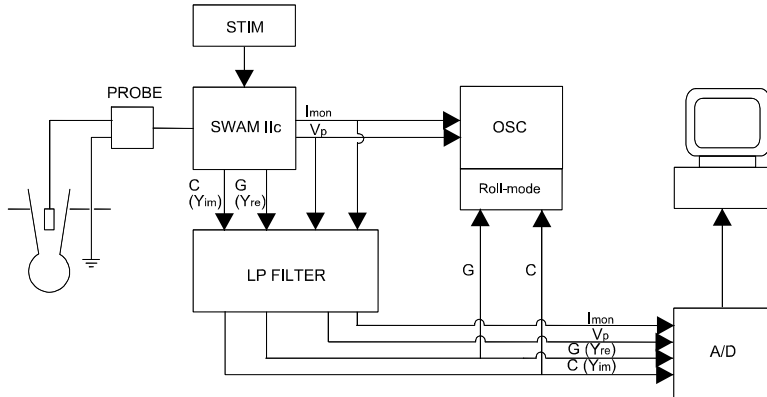 STIM
PROBE
SWAM IIc
Imon
Vp
OSC
Roll-mode
C
(Yim)
G
(Yre)
LP FILTER
G
C
Imon
Vp
G (Yre)
C (Yim)
A/D